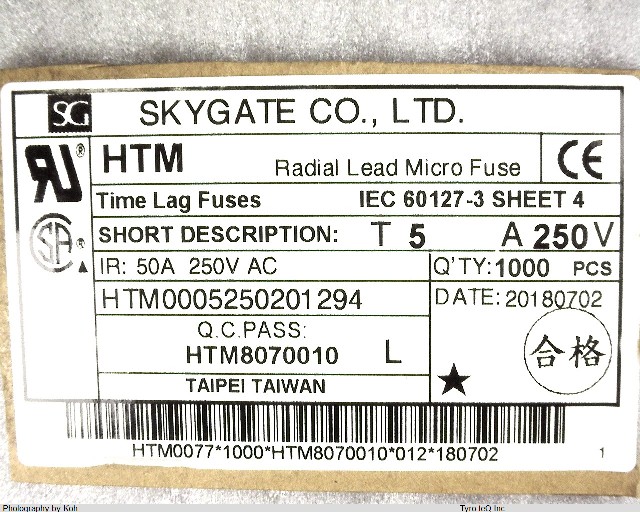 SG SKYGATE CO., LTD.
HTM Radial Lead Micro Fuse CE
Time Lag Fuses IEC 60127-3 SHEET 4
SHORT DESCRIPTION: T 5 A 250 V
IR: 50A 250V AC Q'TY: 1000 PCS
HTM0005250201294 DATE: 20180702
Q.C.PASS:
HTM8070010 L
合格
TAIPEI TAIWAN
HTM0077*1000*HTM8070010*012*180702 1
Photography by Koh TyroteQ Inc